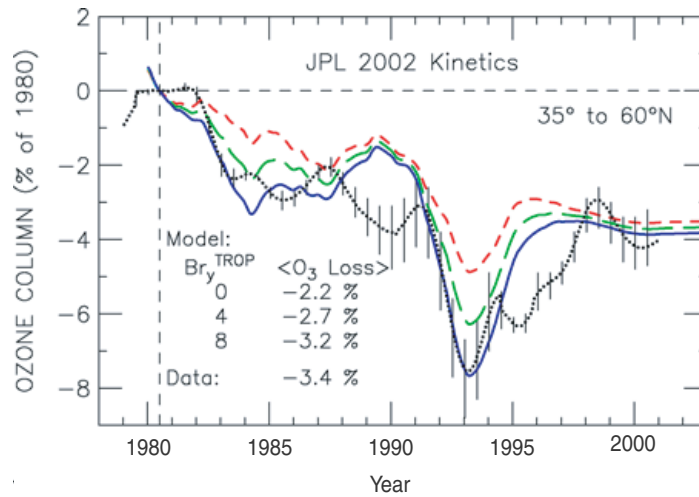 JPL 2002 Kinetics
35° to 60°N
OZONE COLUMN (% of 1980)
2
0
−2
−4
−6
−8
Model:
Br_y^TROP <O₃ Loss>
0 −2.2 %
4 −2.7 %
8 −3.2 %
Data: −3.4 %
1980 1985 1990 1995 2000
Year